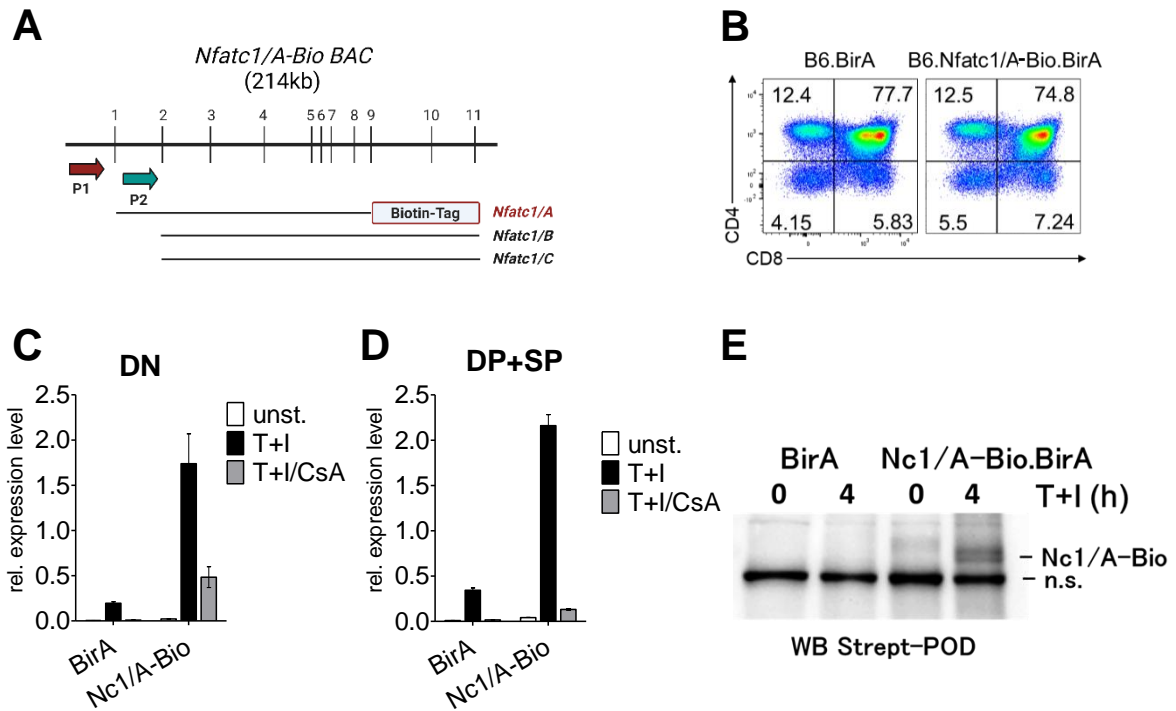 A
Nfatc1/A-Bio BAC
(214kb)
1 2 3 4 5 6 7 8 9 10 11
P1
P2
Biotin-Tag
Nfatc1/A
Nfatc1/B
Nfatc1/C
B
B6.BirA B6.Nfatc1/A-Bio.BirA
12.4 77.7 12.5 74.8
4.15 5.83 5.5 7.24
CD4
CD8
C
DN
rel. expression level
2.5
2.0
1.5
1.0
0.5
0.0
BirA
Nc1/A-Bio
unst.
T+I
T+I/CsA
D
DP+SP
rel. expression level
2.5
2.0
1.5
1.0
0.5
0.0
BirA
Nc1/A-Bio
unst.
T+I
T+I/CsA
E
BirA Nc1/A-Bio.BirA
0 4 0 4 T+I (h)
- Nc1/A-Bio
- n.s.
WB Strept-POD